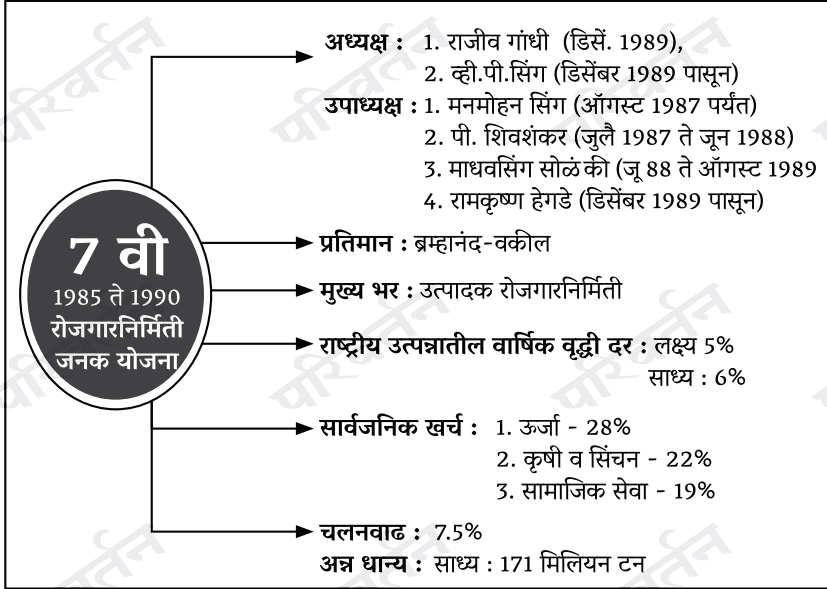 अध्यक्ष : 1. राजीव गांधी (डिसें. 1989),
2. व्ही.पी.सिंग (डिसेंबर 1989 पासून)
उपाध्यक्ष : 1. मनमोहन सिंग (ऑगस्ट 1987 पर्यंत)
2. पी. शिवशंकर (जुलै 1987 ते जून 1988)
3. माधवसिंग सोळंकी (जू 88 ते ऑगस्ट 1989
4. रामकृष्ण हेगडे (डिसेंबर 1989 पासून)
7 वी
1985 ते 1990
रोजगारनिर्मिती
जनक योजना
प्रतिमान : ब्रम्हानंद-वकील
मुख्य भर : उत्पादक रोजगारनिर्मिती
राष्ट्रीय उत्पन्नातील वार्षिक वृद्धी दर : लक्ष्य 5%
साध्य : 6%
सार्वजनिक खर्च : 1. ऊर्जा - 28%
2. कृषी व सिंचन - 22%
3. सामाजिक सेवा - 19%
चलनवाढ : 7.5%
अन्न धान्य : साध्य : 171 मिलियन टन
परिवर्तन